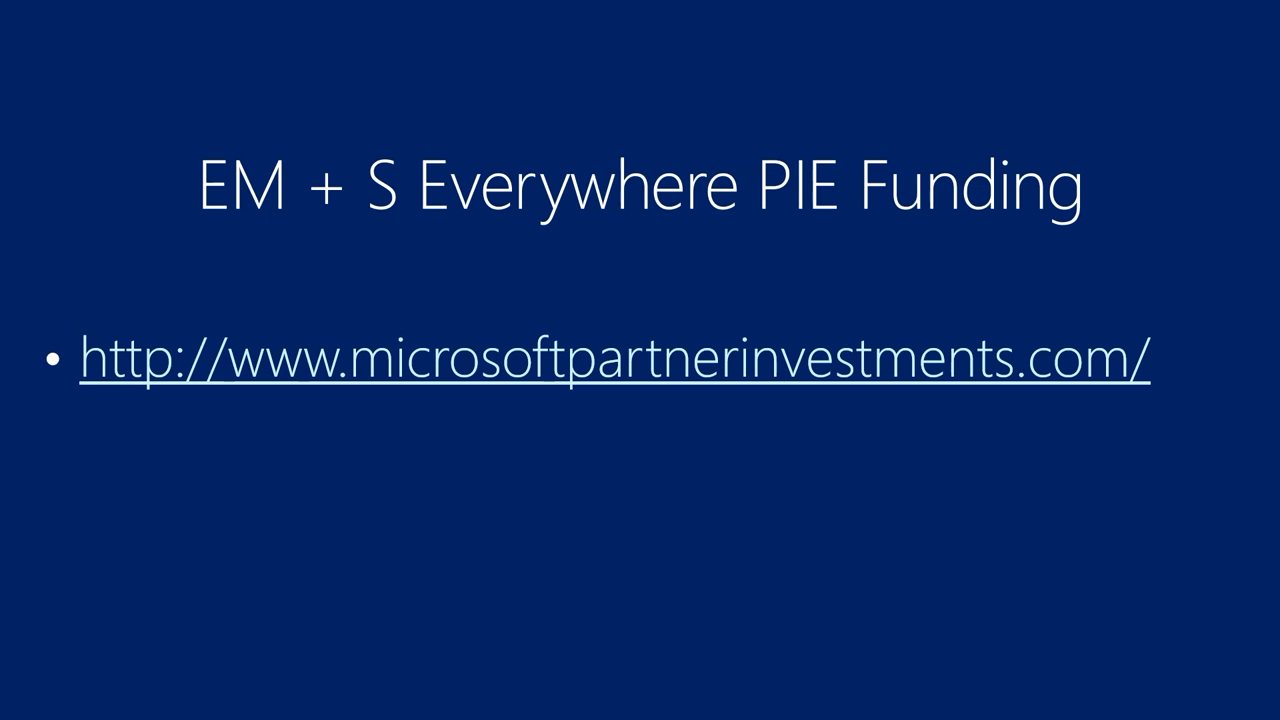 EM + S Everywhere PIE Funding
• http://www.microsoftpartnerinvestments.com/